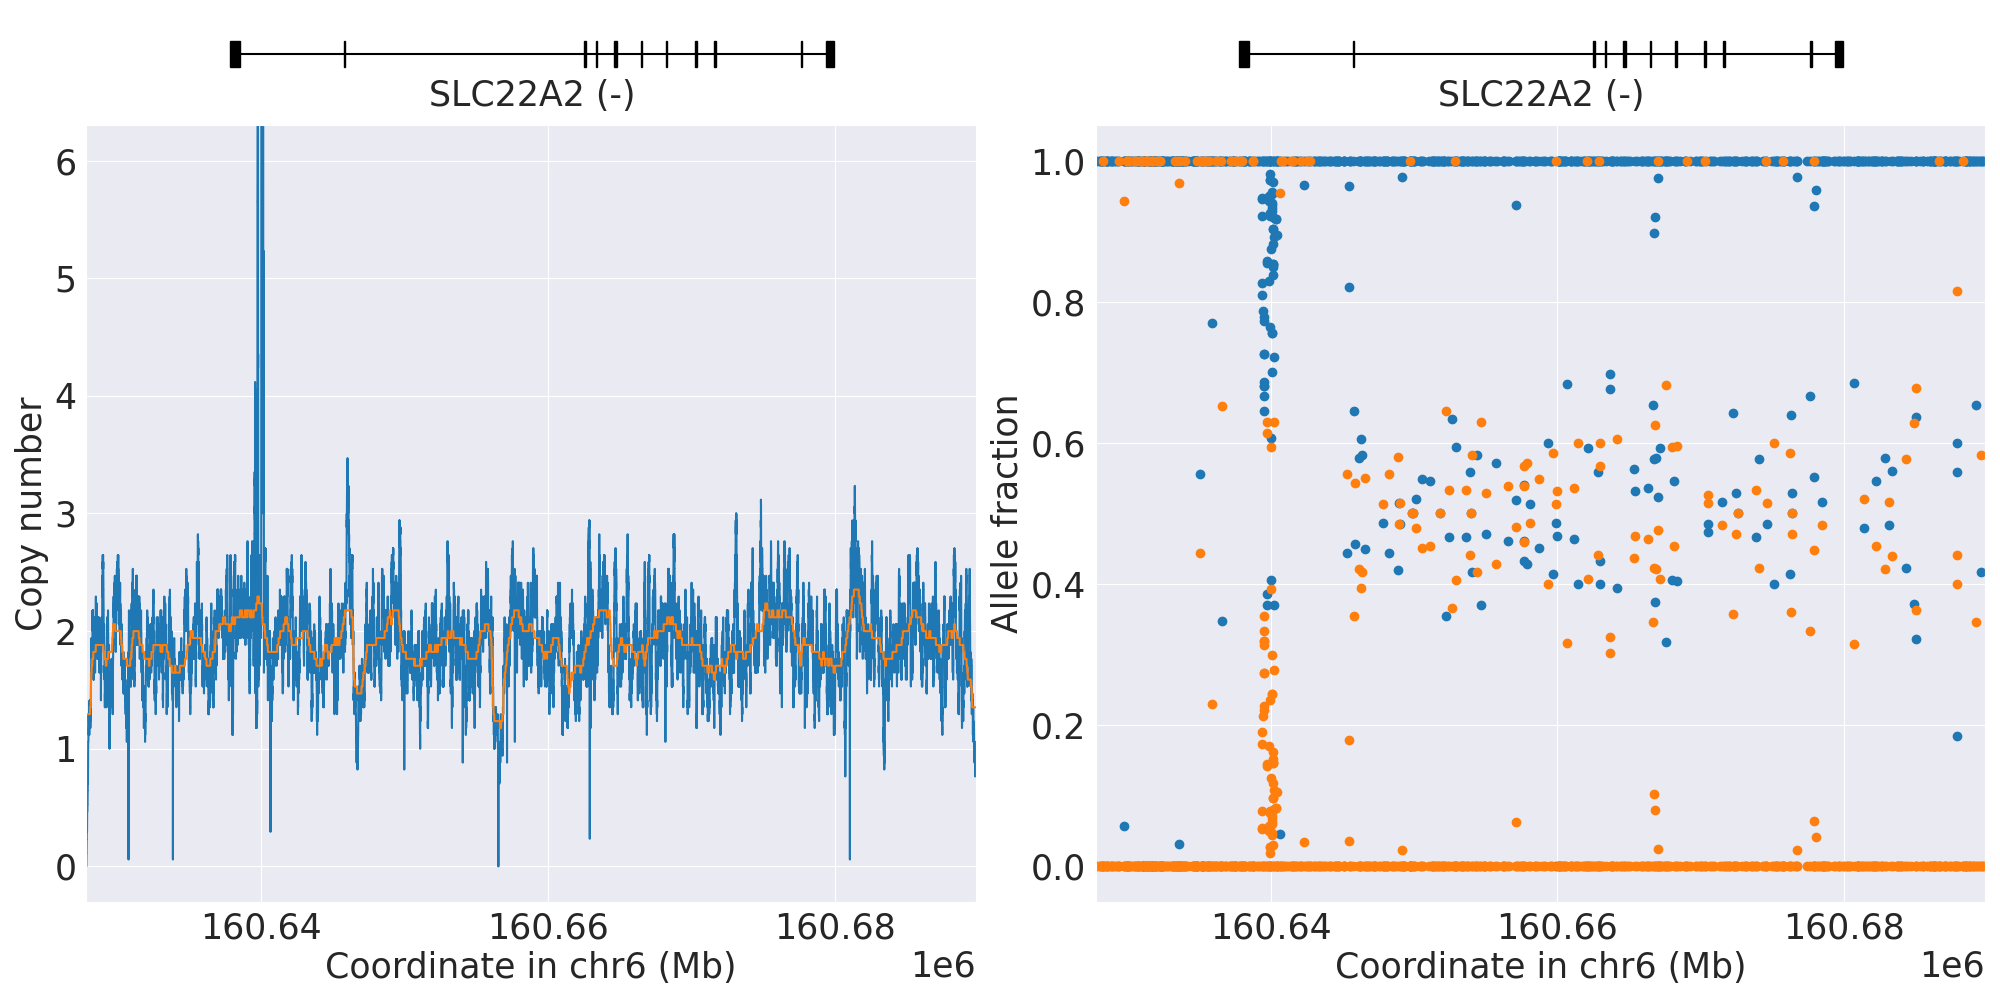 SLC22A2 (-)
6
5
4
3
2
1
0
Copy number
160.64
160.66
160.68
Coordinate in chr6 (Mb)
1e6
SLC22A2 (-)
1.0
0.8
0.6
0.4
0.2
0.0
Allele fraction
160.64
160.66
160.68
Coordinate in chr6 (Mb)
1e6